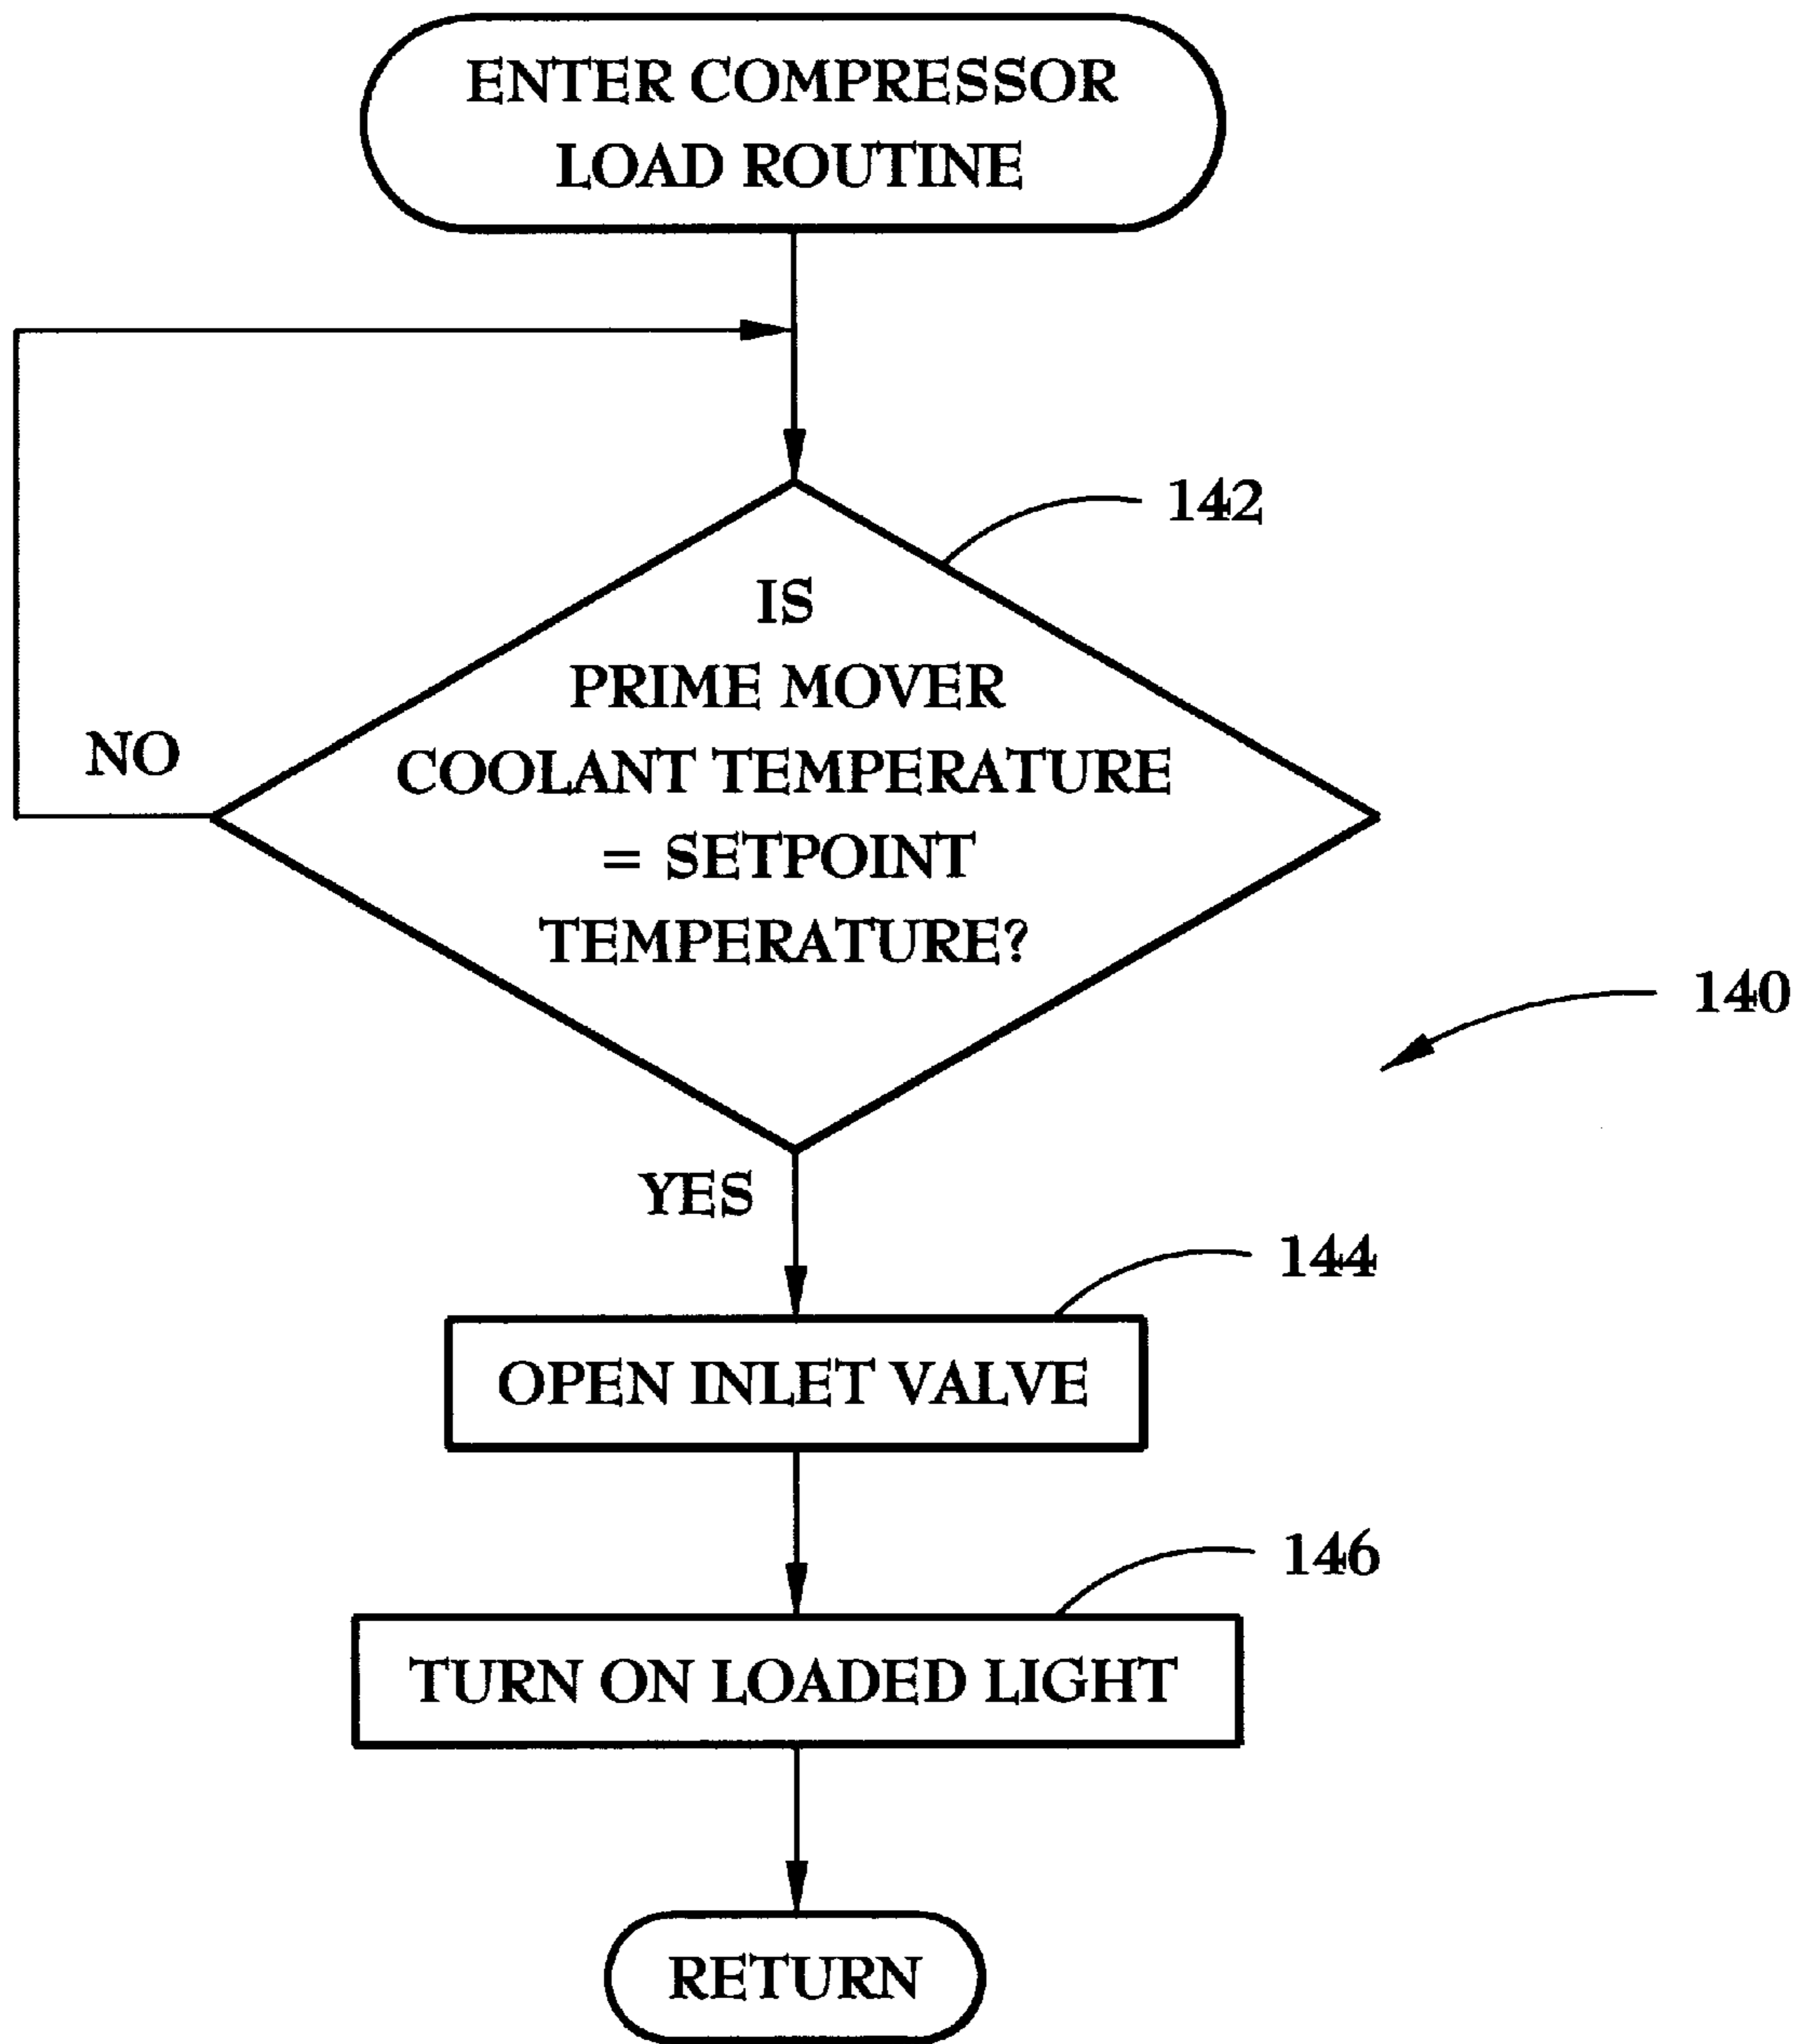 ENTER COMPRESSOR
LOAD ROUTINE
142
IS
PRIME MOVER
COOLANT TEMPERATURE
= SETPOINT
TEMPERATURE?
NO
140
YES
144
OPEN INLET VALVE
146
TURN ON LOADED LIGHT
RETURN